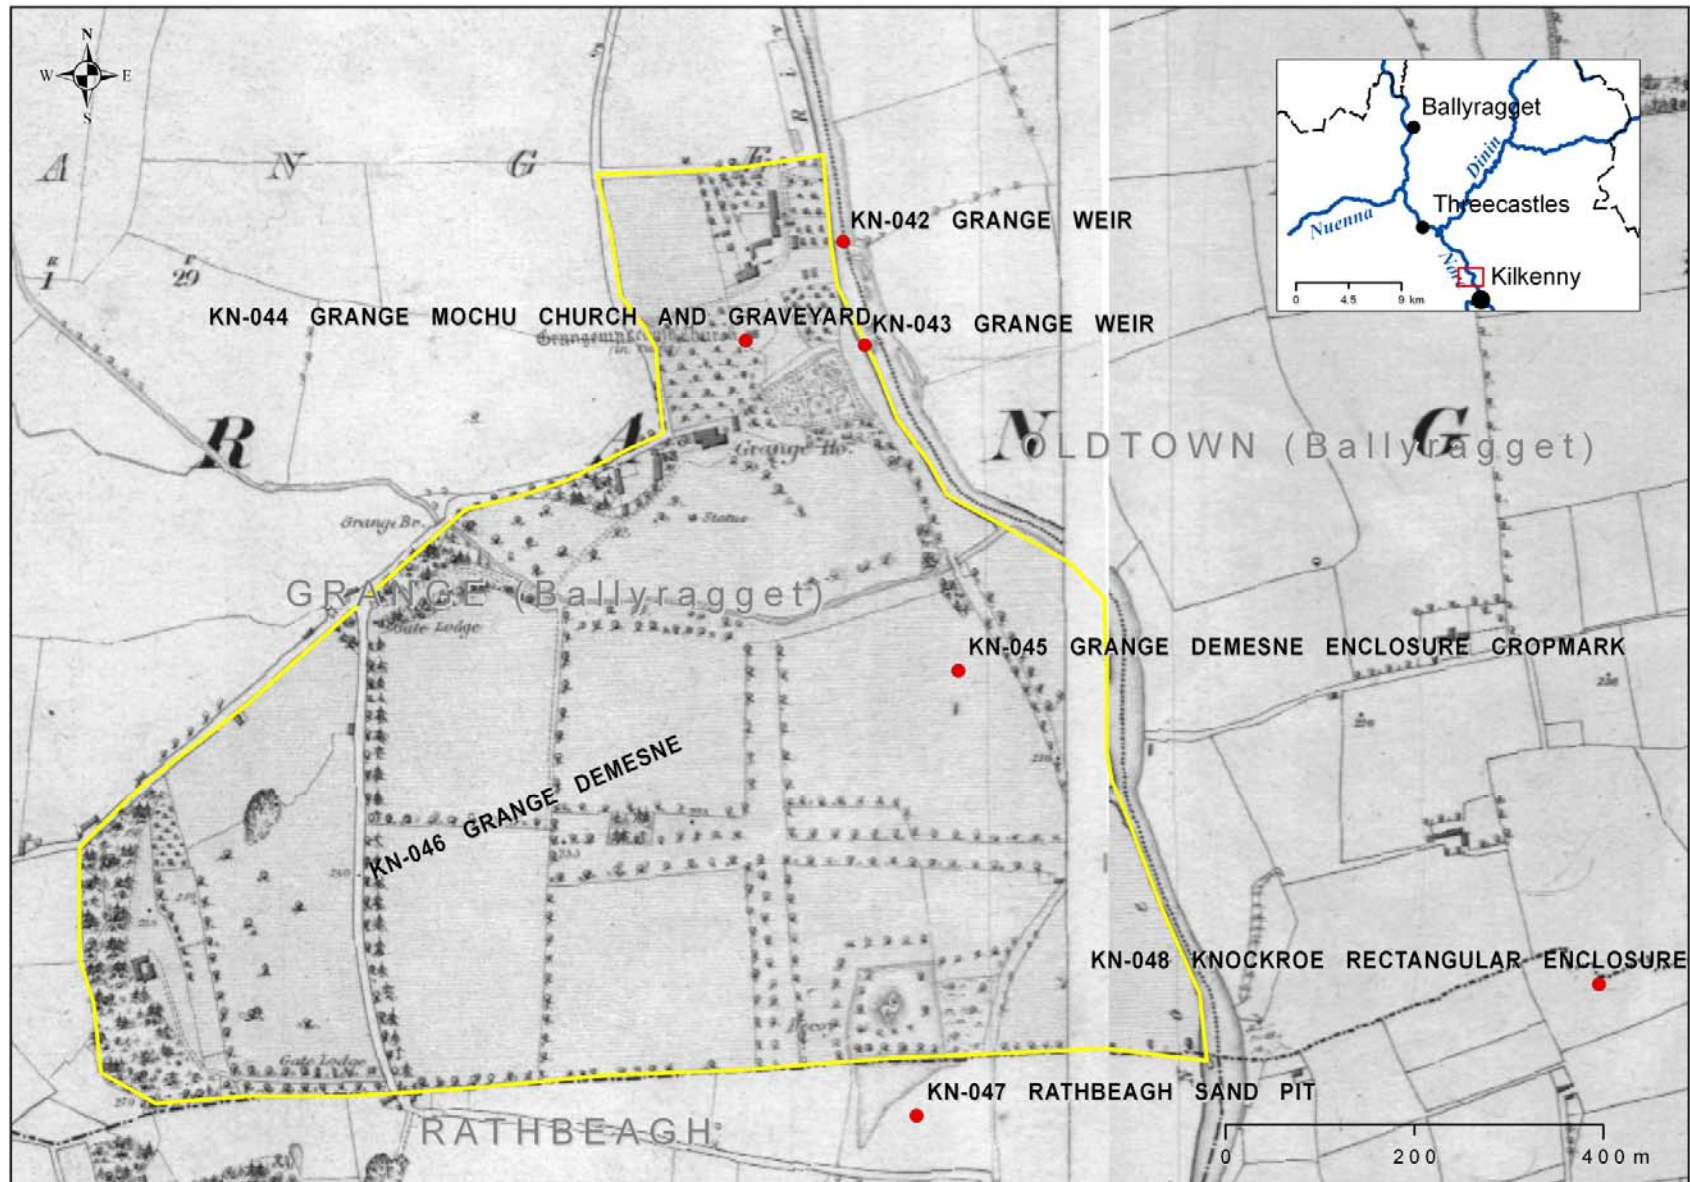 N
W E
S
Ballyragget
Dinin
Threecastles
Nuenna
Kilkenny
0 4.5 9 km
A N G E
R I
29
KN-042 GRANGE WEIR
KN-044 GRANGE MOCHU CHURCH AND GRAVEYARD
KN-043 GRANGE WEIR
R A N G
OLDTOWN (Ballyragget)
Grange Ho.
Grange Br.
Statue
GRANGE (Ballyragget)
Gate Lodge
KN-045 GRANGE DEMESNE ENCLOSURE CROPMARK
KN-046 GRANGE DEMESNE
KN-048 KNOCKROE RECTANGULAR ENCLOSURE
Gate Lodge
KN-047 RATHBEAGH SAND PIT
RATHBEAGH
0 200 400 m